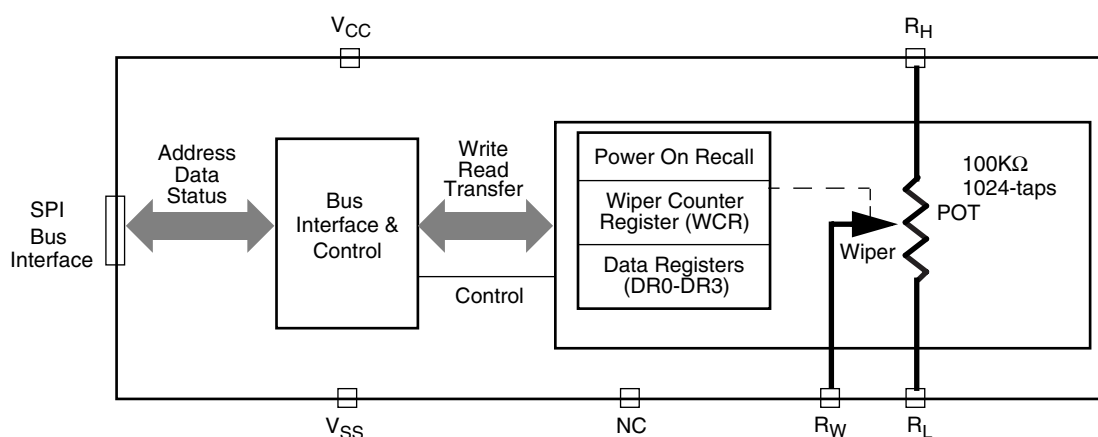 VCC
RH
Address
Data
Status
Write
Read
Transfer
Power On Recall
100KΩ
1024-taps
SPI
Bus
Interface
Bus
Interface &
Control
Wiper Counter
Register (WCR)
POT
Wiper
Data Registers
(DR0-DR3)
Control
VSS
NC
RW
RL